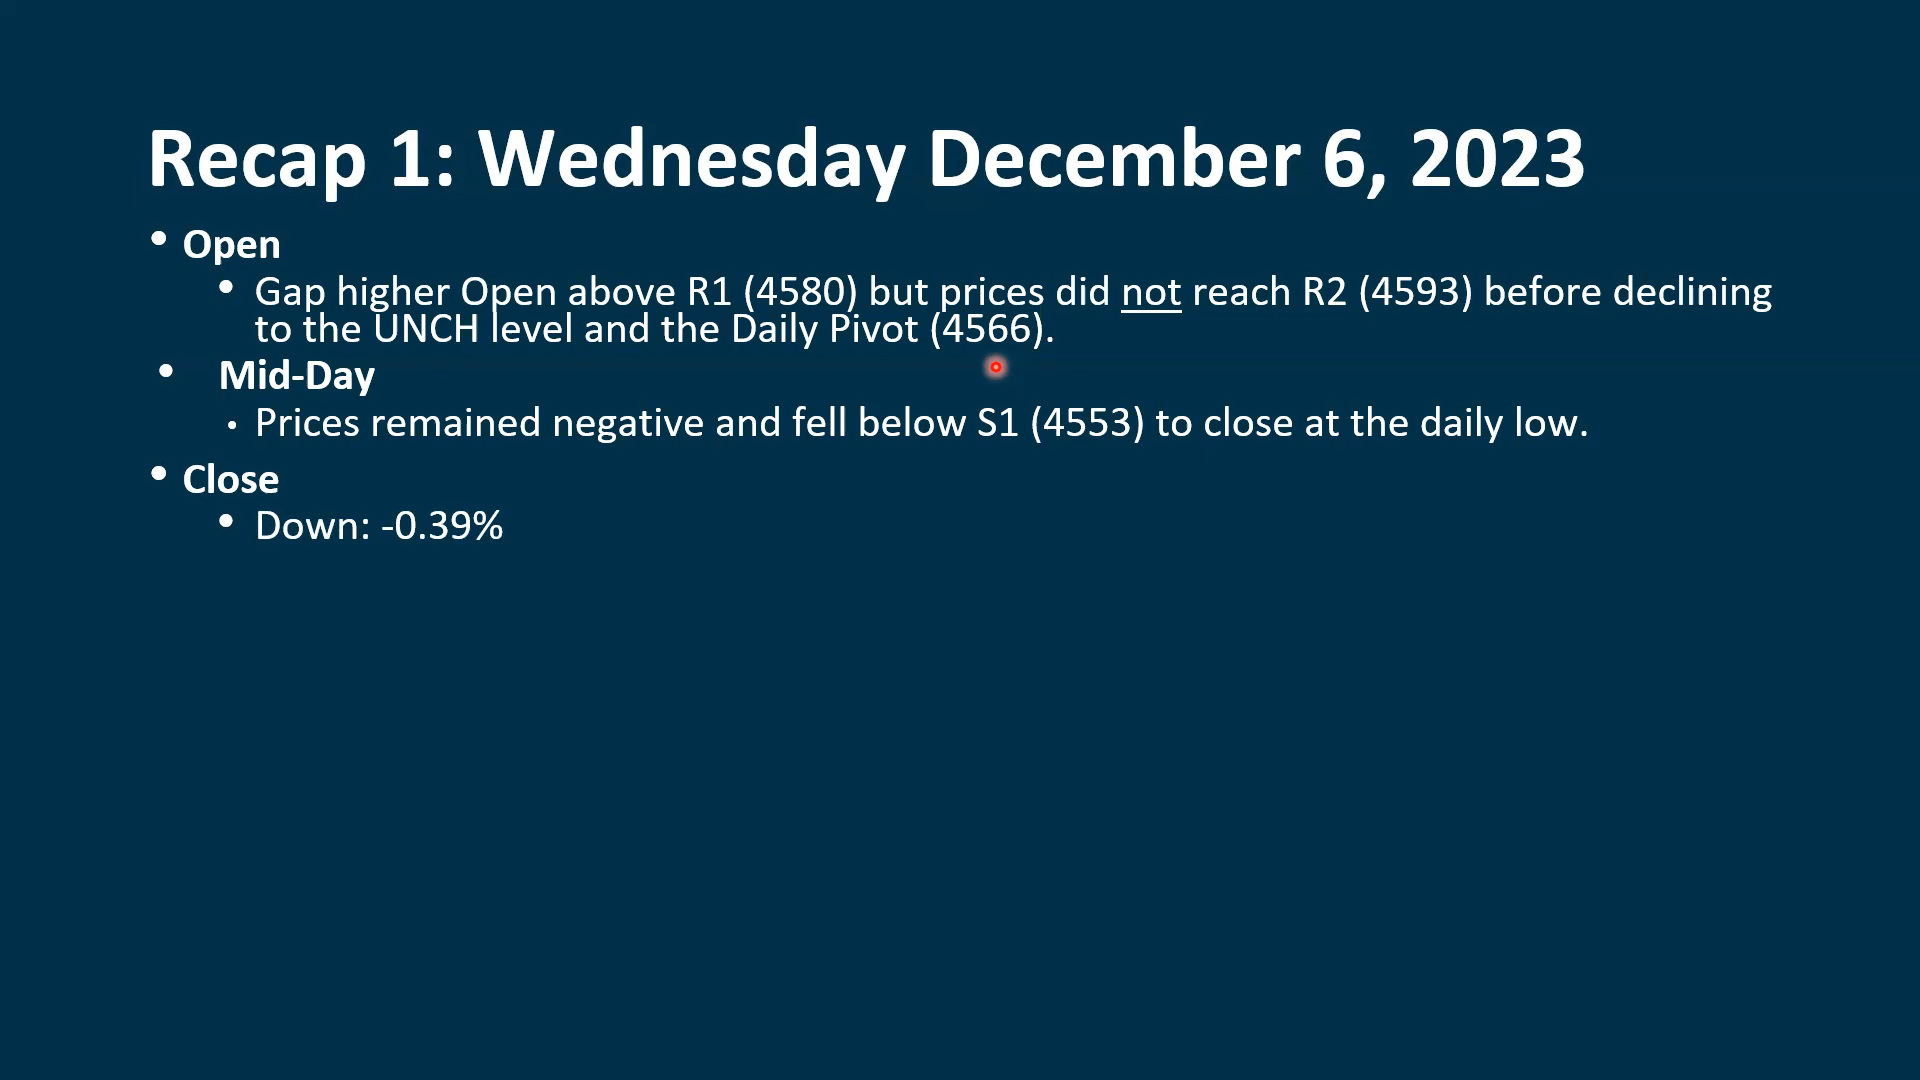 Recap 1: Wednesday December 6, 2023
• Open
• Gap higher Open above R1 (4580) but prices did not reach R2 (4593) before declining
to the UNCH level and the Daily Pivot (4566).
• Mid-Day
• Prices remained negative and fell below S1 (4553) to close at the daily low.
• Close
• Down: -0.39%